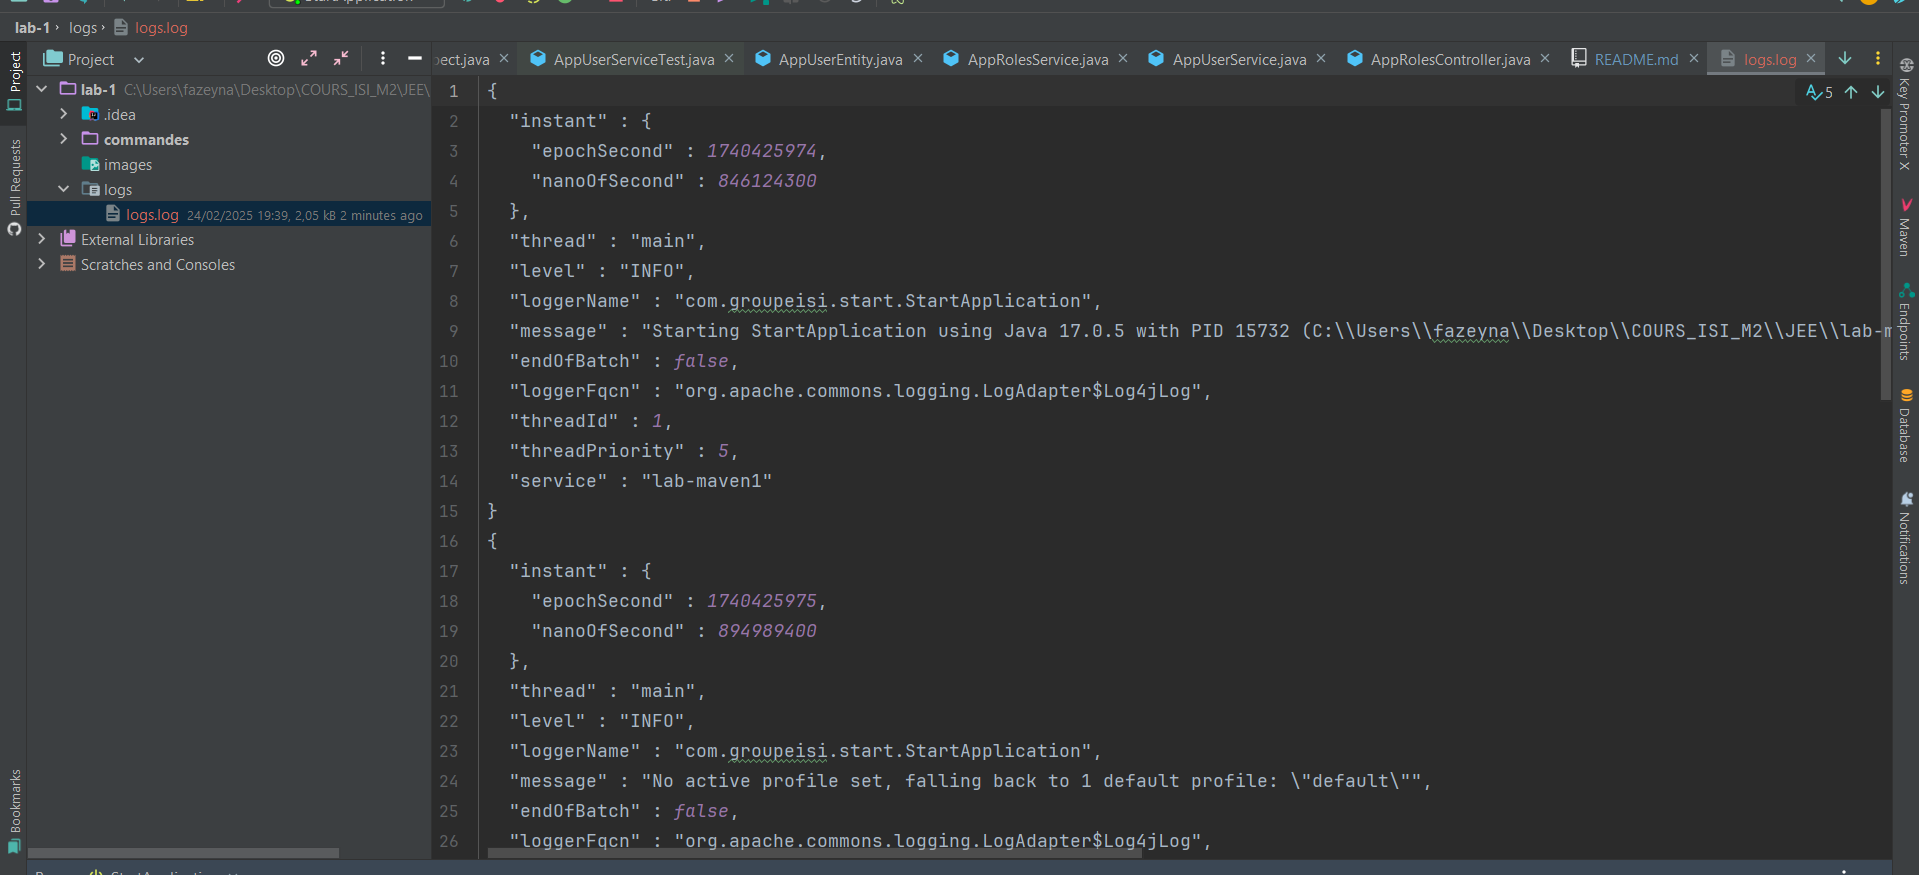 lab-1 › logs › logs.log
Project
ect.java
AppUserServiceTest.java
AppUserEntity.java
AppRolesService.java
AppUserService.java
AppRolesController.java
README.md
logs.log
Project
Pull Requests
Bookmarks
lab-1 C:\Users\fazeyna\Desktop\COURS_ISI_M2\JEE\
.idea
commandes
images
logs
logs.log 24/02/2025 19:39, 2,05 kB 2 minutes ago
External Libraries
Scratches and Consoles
5
1 {
2 "instant" : {
3 "epochSecond" : 1740425974,
4 "nanoOfSecond" : 846124300
5 },
6 "thread" : "main",
7 "level" : "INFO",
8 "loggerName" : "com.groupeisi.start.StartApplication",
9 "message" : "Starting StartApplication using Java 17.0.5 with PID 15732 (C:\\Users\\fazeyna\\Desktop\\COURS_ISI_M2\\JEE\\lab-m
10 "endOfBatch" : false,
11 "loggerFqcn" : "org.apache.commons.logging.LogAdapter$Log4jLog",
12 "threadId" : 1,
13 "threadPriority" : 5,
14 "service" : "lab-maven1"
15 }
16 {
17 "instant" : {
18 "epochSecond" : 1740425975,
19 "nanoOfSecond" : 894989400
20 },
21 "thread" : "main",
22 "level" : "INFO",
23 "loggerName" : "com.groupeisi.start.StartApplication",
24 "message" : "No active profile set, falling back to 1 default profile: \"default\"",
25 "endOfBatch" : false,
26 "loggerFqcn" : "org.apache.commons.logging.LogAdapter$Log4jLog",
Key Promoter X
Maven
Endpoints
Database
Notifications